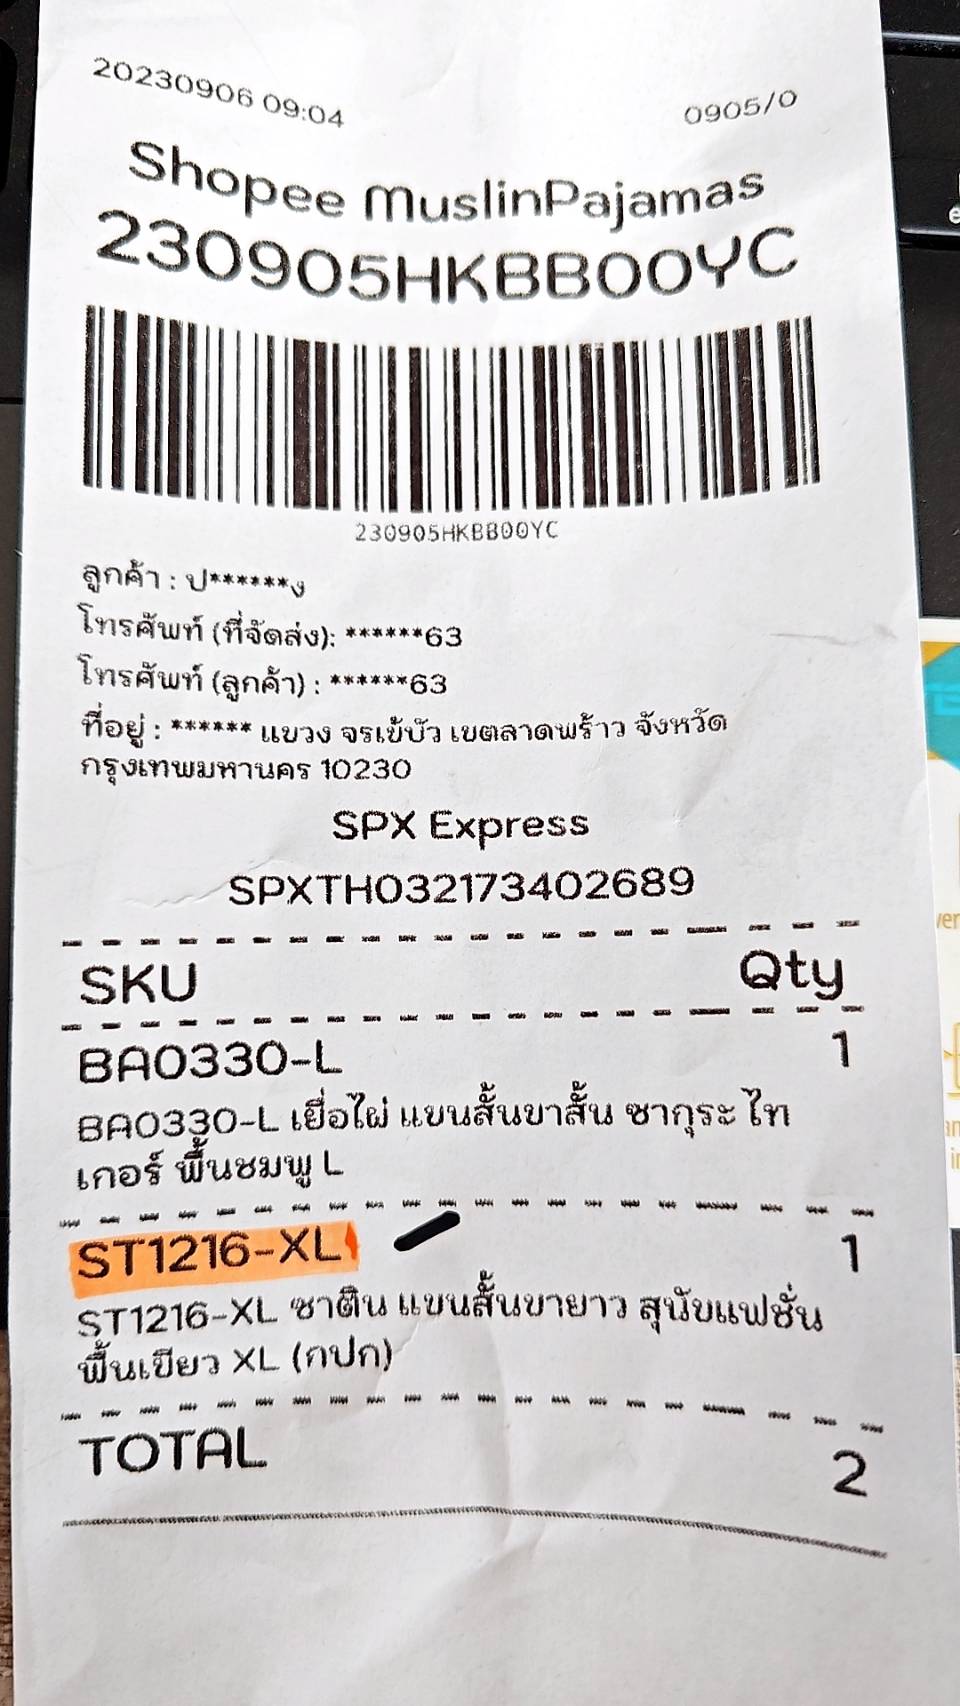 20230906 09:04 0905/0
Shopee MuslinPajamas
230905HKBB00YC
230905HKBB00YC
ลูกค้า : ป******ง
โทรศัพท์ (ที่จัดส่ง): ******63
โทรศัพท์ (ลูกค้า) : ******63
ที่อยู่ : ****** แขวง จรเข้บัว เขตลาดพร้าว จังหวัด
กรุงเทพมหานคร 10230
SPX Express
SPXTH032173402689
SKU Qty
BA0330-L 1
BA0330-L เยื่อไผ่ แขนสั้นขาสั้น ซากุระ ไท
เกอร์ พื้นชมพู L
ST1216-XL 1
ST1216-XL ซาติน แขนสั้นขายาว สุนัขแฟชั่น
พื้นเขียว XL (กปก)
TOTAL 2